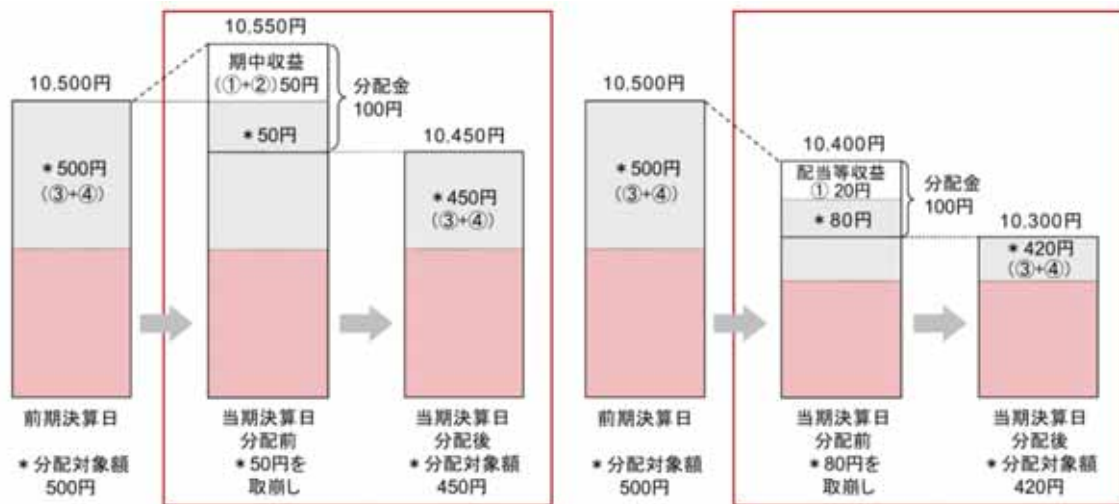 10.500円
*500円
(③+④)
前期決算日
*分配対象額
500円
10.550円
期中収益
(①+②)50円
*50円
分配金
100円
当期決算日
分配前
*50円を
取崩し
10.450円
*450円
(③+④)
当期決算日
分配後
*分配対象額
450円
10.500円
*500円
(③+④)
前期決算日
*分配対象額
500円
10.400円
配当等収益
① 20円
*80円
分配金
100円
当期決算日
分配前
*80円を
取崩し
10.300円
*420円
(③+④)
当期決算日
分配後
*分配対象額
420円